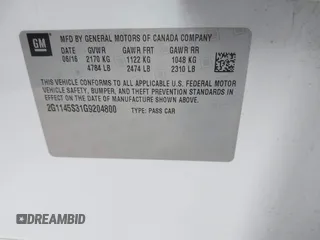 GM
MFD BY GENERAL MOTORS OF CANADA COMPANY
06/16 GVWR GAWR FRT GAWR RR
2170 KG 1122 KG 1048 KG
4784 LB 2474 LB 2310 LB
THIS VEHICLE CONFORMS TO ALL APPLICABLE U.S. FEDERAL MOTOR
VEHICLE SAFETY, BUMPER, AND THEFT PREVENTION STANDARDS IN
EFFECT ON THE DATE OF MANUFACTURE SHOWN ABOVE.
2G1145S31G9204800 TYPE: PASS CAR
DREAMBID